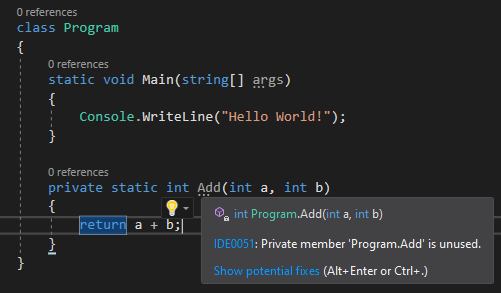 0 references
class Program
{
0 references
static void Main(string[] args)
{
Console.WriteLine("Hello World!");
}
0 references
private static int Add(int a, int b)
{
return a + b;
}
}
int Program.Add(int a, int b)
IDE0051: Private member 'Program.Add' is unused.
Show potential fixes (Alt+Enter or Ctrl+.)